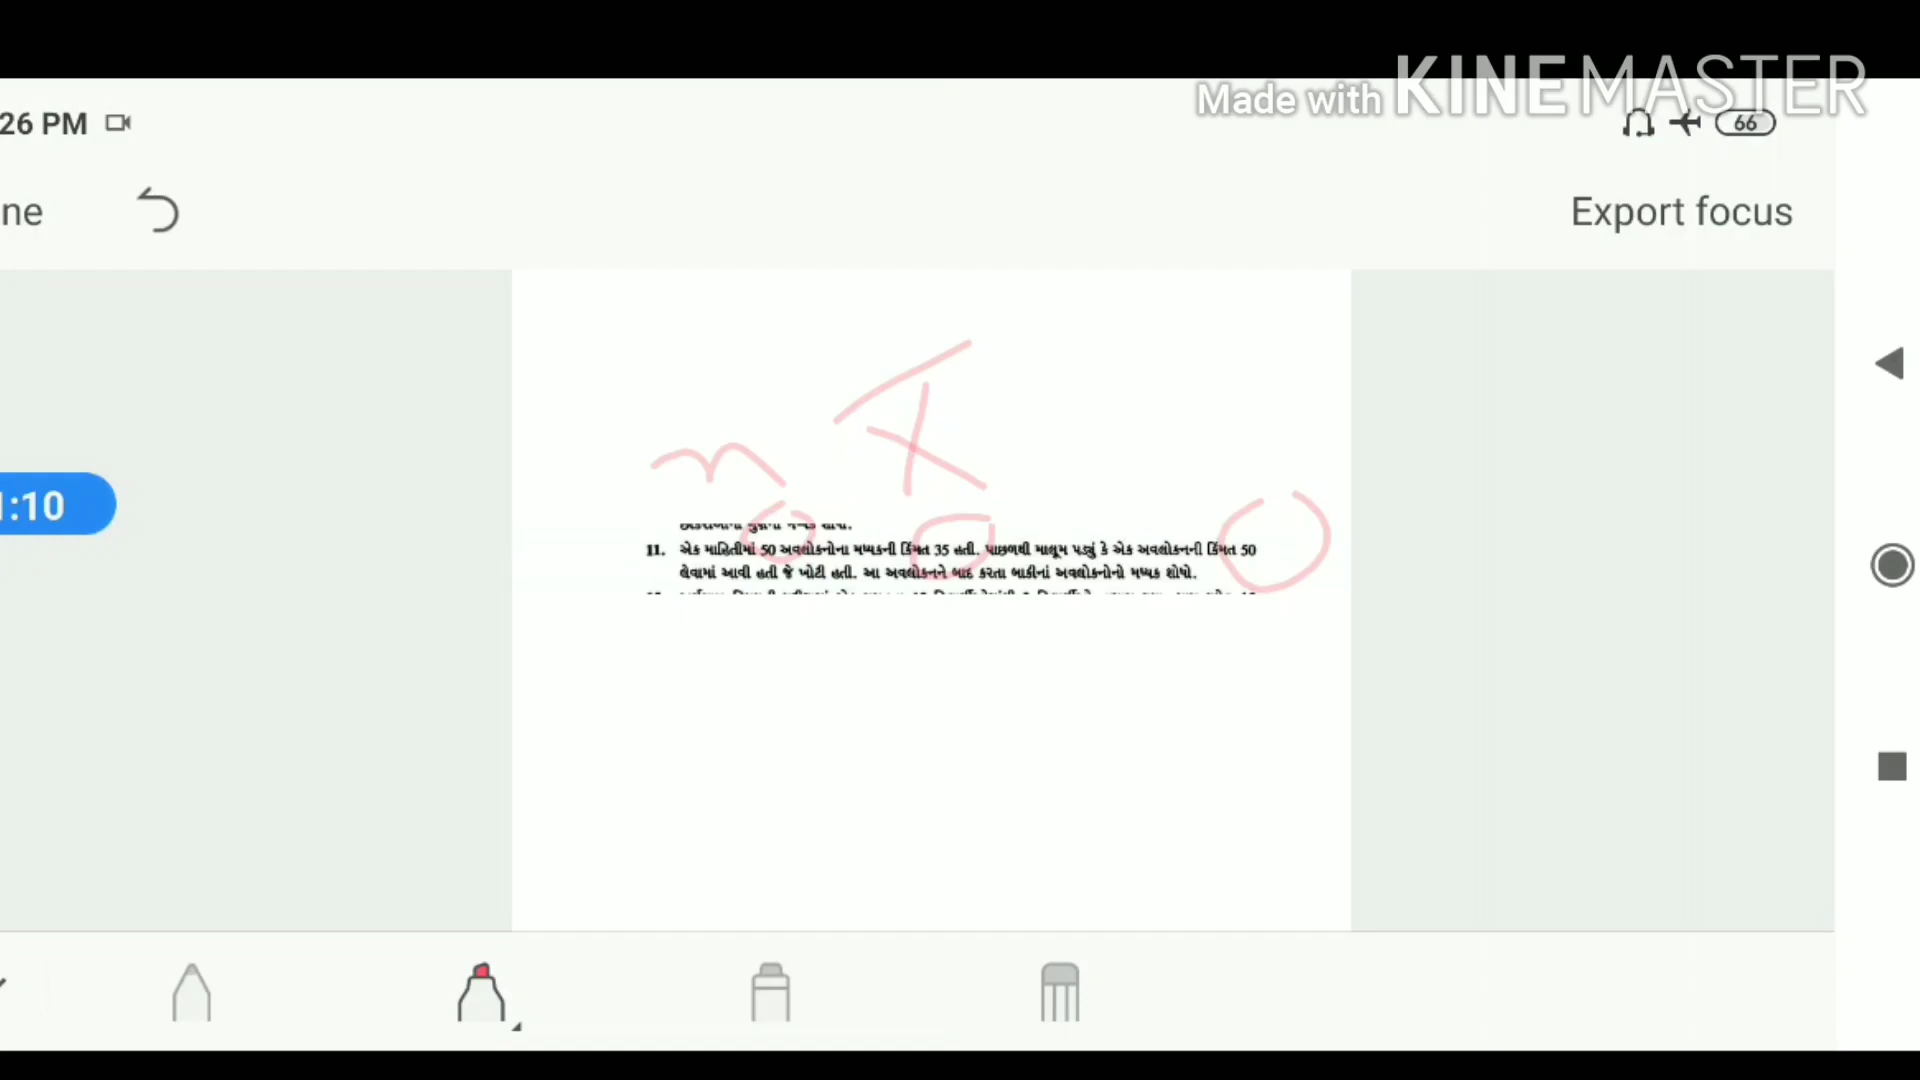 Made with KINEMASTER
26 PM
66
ne
Export focus
1:10
n x̄
11. એક માહિતીમાં 50 અવલોકનોના મધ્યકની કિંમત 35 હતી. પાછળથી માલૂમ પડ્યું કે એક અવલોકનની કિંમત 50
લેવામાં આવી હતી જે ખોટી હતી. આ અવલોકનને બાદ કરતા બાકીનાં અવલોકનોનો મધ્યક શોધો.